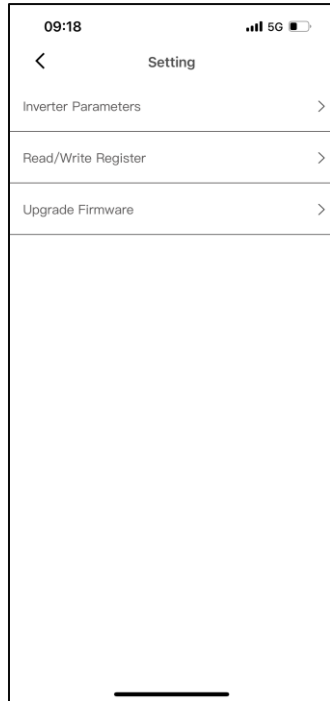 09:18 5G
Setting
Inverter Parameters
Read/Write Register
Upgrade Firmware